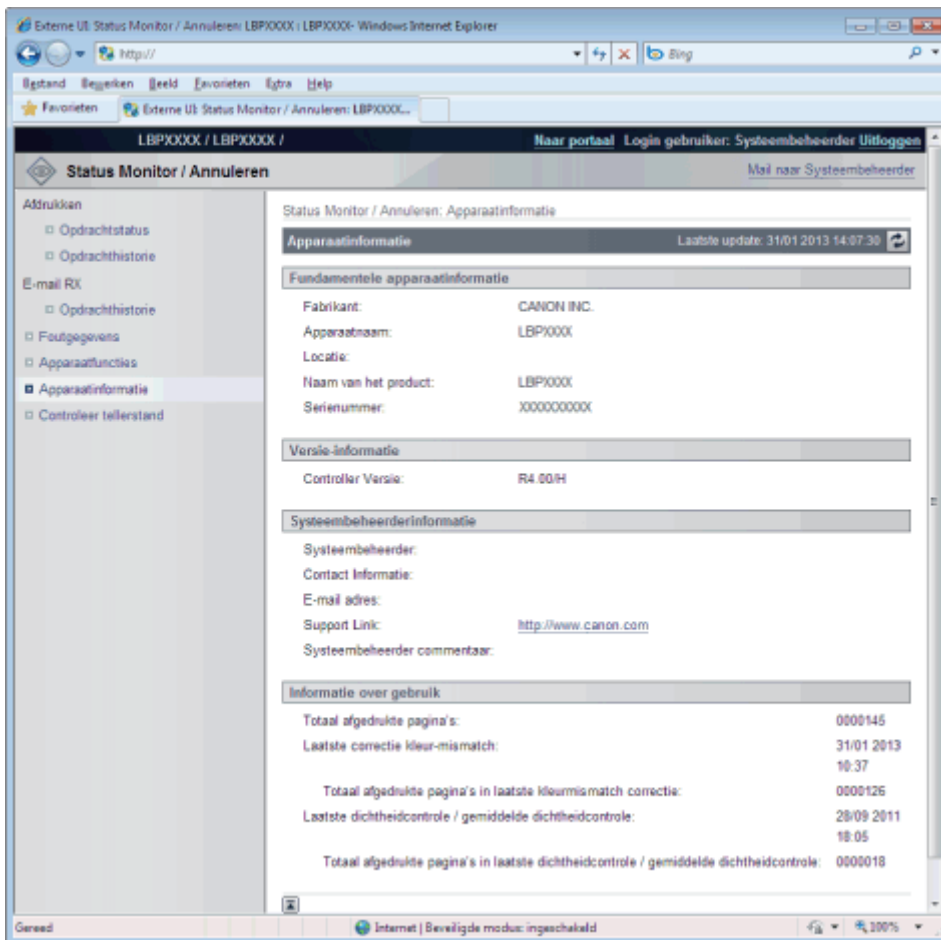 Externe UI: Status Monitor / Annuleren: LBPXXXX : LBPXXXX- Windows Internet Explorer
http://
Bing
Bestand Bewerken Beeld Favorieten Extra Help
Favorieten Externe UI: Status Monitor / Annuleren: LBPXXXX...
LBPXXXX / LBPXXXX /
Naar portaal Login gebruiker: Systeembeheerder Uitloggen
Status Monitor / Annuleren
Mail naar Systeembeheerder
Afdrukken
Opdrachtstatus
Opdrachthistorie
E-mail RX
Opdrachthistorie
Foutgegevens
Apparaatfuncties
Apparaatinformatie
Controleer tellerstand
Status Monitor / Annuleren: Apparaatinformatie
Apparaatinformatie Laatste update: 31/01 2013 14:07:30
Fundamentele apparaatinformatie
Fabrikant: CANON INC.
Apparaatnaam: LBPXXXX
Locatie:
Naam van het product: LBPXXXX
Serienummer: XXXXXXXXXX
Versie-informatie
Controller Versie: R4.00/H
Systeembeheerderinformatie
Systeembeheerder:
Contact Informatie:
E-mail adres:
Support Link: http://www.canon.com
Systeembeheerder commentaar:
Informatie over gebruik
Totaal afgedrukte pagina's: 0000145
Laatste correctie kleur-mismatch: 31/01 2013
10:37
Totaal afgedrukte pagina's in laatste kleurmismatch correctie: 0000126
Laatste dichtheidcontrole / gemiddelde dichtheidcontrole: 28/09 2011
18:05
Totaal afgedrukte pagina's in laatste dichtheidcontrole / gemiddelde dichtheidcontrole: 0000018
Gereed
Internet | Beveiligde modus: ingeschakeld
100%